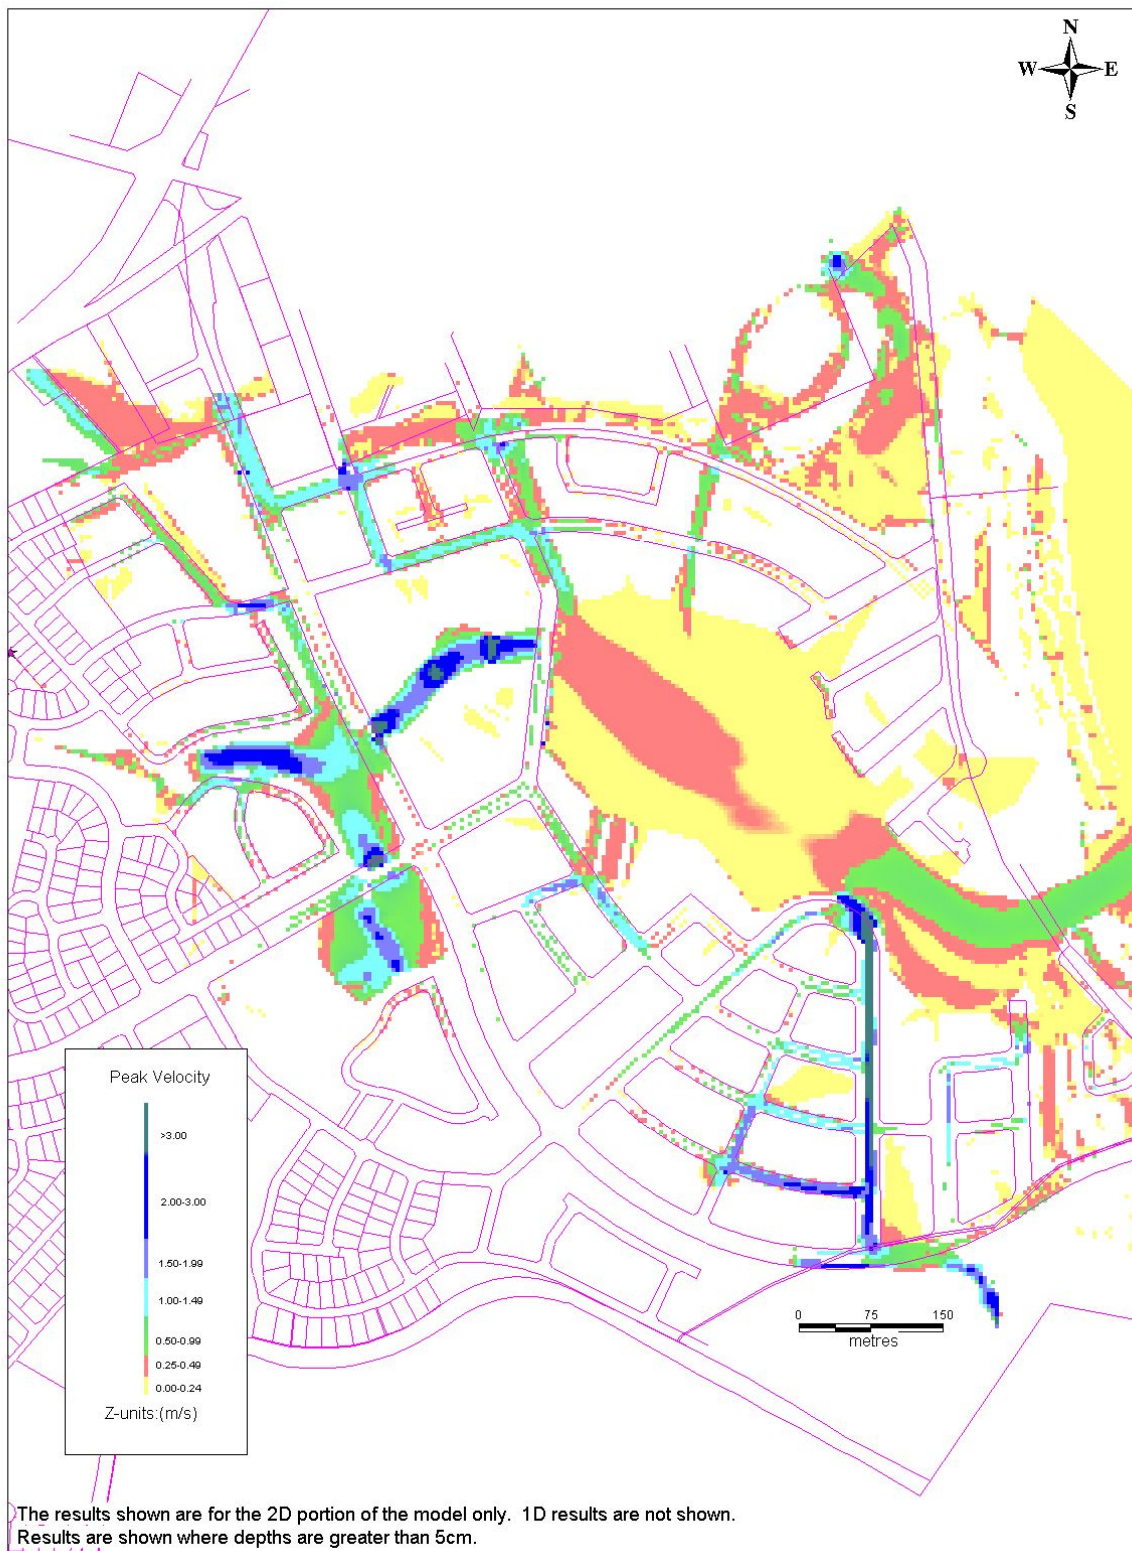 N
W E
S
Peak Velocity
>3.00
2.00-3.00
1.50-1.99
1.00-1.49
0.50-0.99
0.25-0.49
0.00-0.24
Z-units:(m/s)
0 75 150
metres
The results shown are for the 2D portion of the model only. 1D results are not shown.
Results are shown where depths are greater than 5cm.